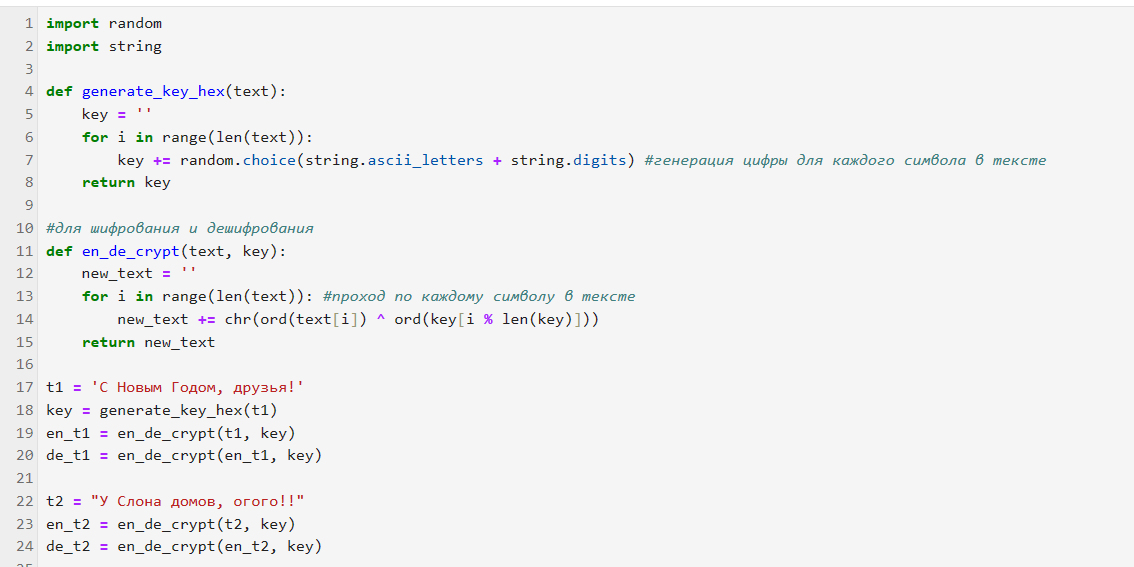 1 import random
2 import string
3
4 def generate_key_hex(text):
5     key = ''
6     for i in range(len(text)):
7         key += random.choice(string.ascii_letters + string.digits) #генерация цифры для каждого символа в тексте
8     return key
9
10 #для шифрования и дешифрования
11 def en_de_crypt(text, key):
12     new_text = ''
13     for i in range(len(text)): #проход по каждому символу в тексте
14         new_text += chr(ord(text[i]) ^ ord(key[i % len(key)]))
15     return new_text
16
17 t1 = 'С Новым Годом, друзья!'
18 key = generate_key_hex(t1)
19 en_t1 = en_de_crypt(t1, key)
20 de_t1 = en_de_crypt(en_t1, key)
21
22 t2 = "У Слона домов, огого!!"
23 en_t2 = en_de_crypt(t2, key)
24 de_t2 = en_de_crypt(en_t2, key)